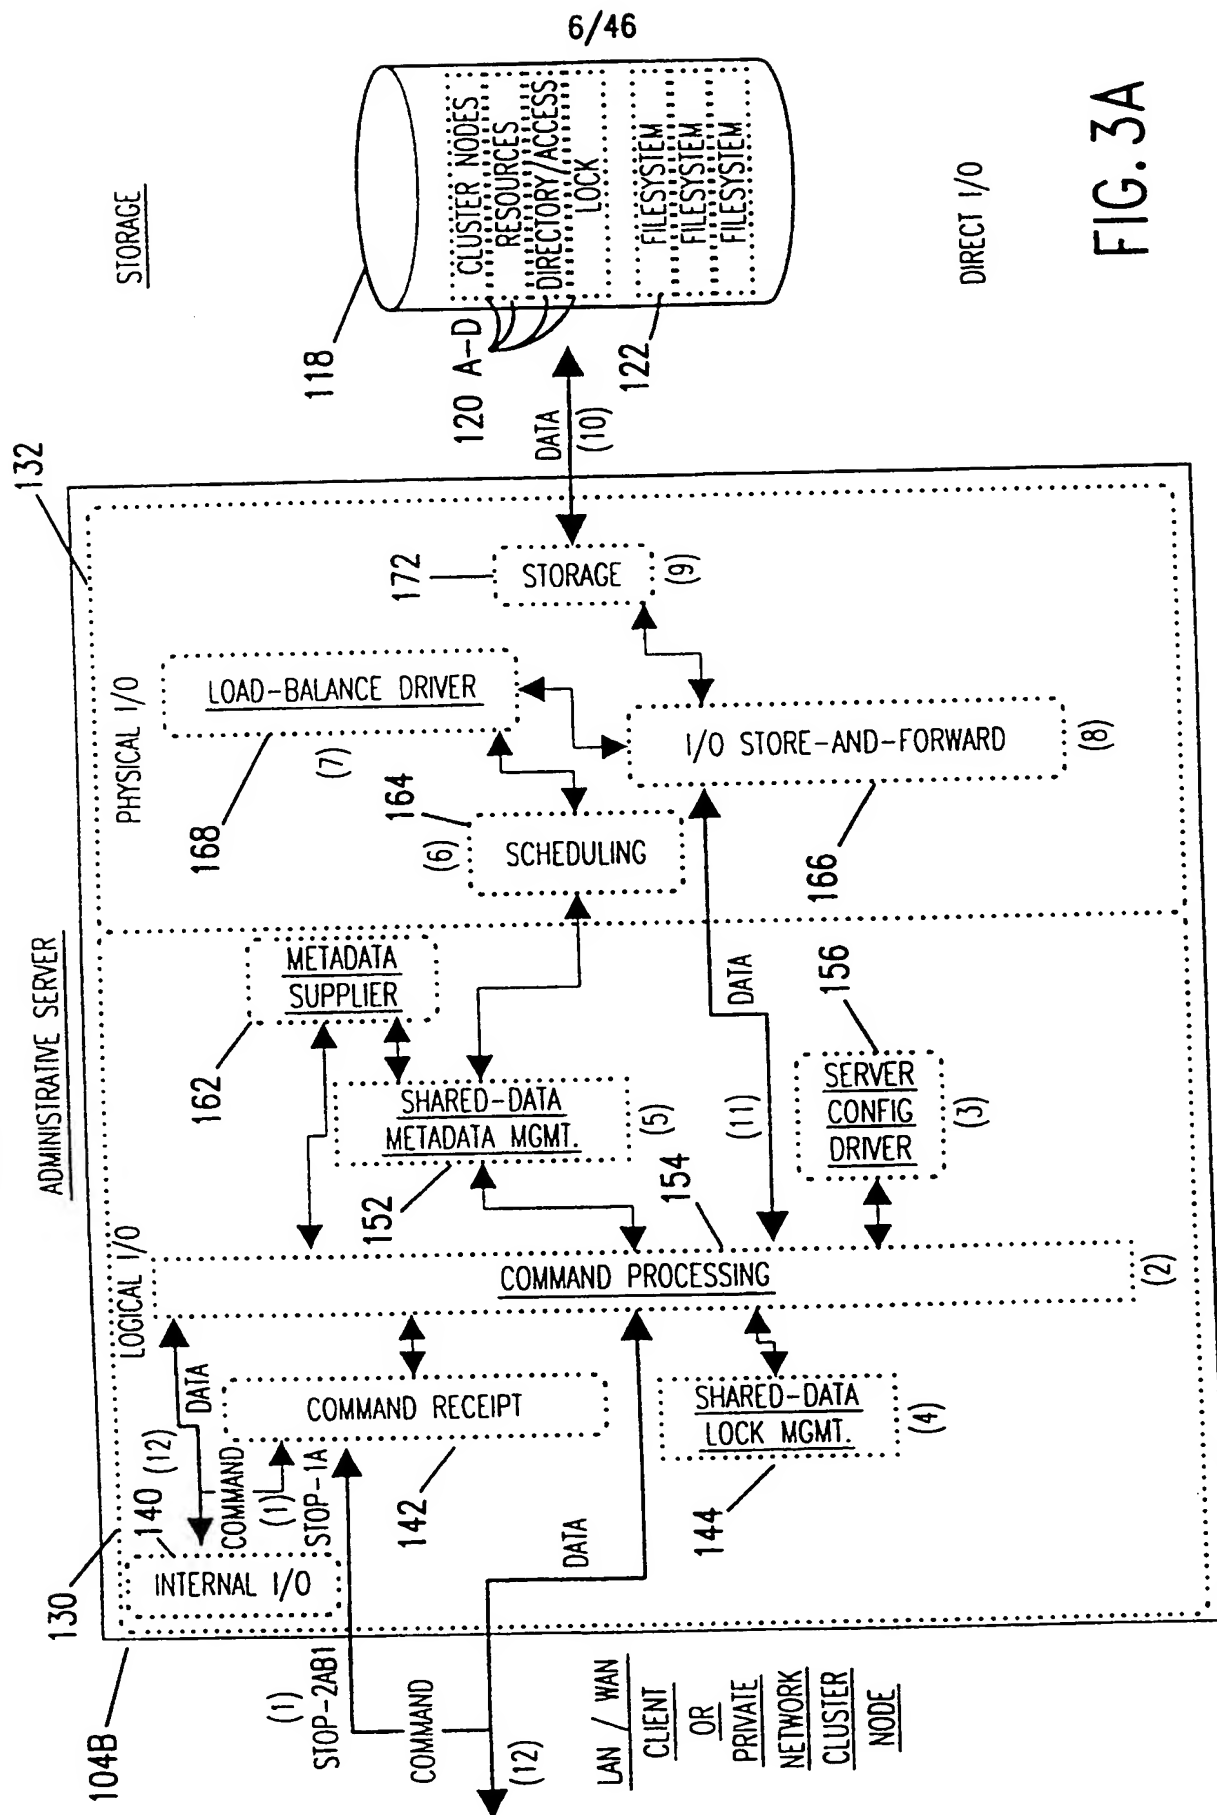 6/46
ADMINISTRATIVE SERVER
STORAGE
104B
130
LOGICAL I/O
PHYSICAL I/O
132
140
INTERNAL I/O
(12)
DATA
COMMAND
(1)
STOP-1A
(1)
STOP-2AB1
COMMAND
(12)
DATA
COMMAND RECEIPT
142
SHARED-DATA
LOCK MGMT.
(4)
144
COMMAND PROCESSING
(2)
154
162
METADATA
SUPPLIER
SHARED-DATA
METADATA MGMT.
(5)
152
(11)
DATA
SERVER
CONFIG
DRIVER
(3)
156
168
LOAD-BALANCE DRIVER
(7)
164
(6)
SCHEDULING
I/O STORE-AND-FORWARD
(8)
166
172
STORAGE
(9)
DATA
(10)
118
120 A-D
CLUSTER NODES
RESOURCES
DIRECTORY/ACCESS
LOCK
122
FILESYSTEM
FILESYSTEM
FILESYSTEM
LAN / WAN
CLIENT
OR
PRIVATE
NETWORK
CLUSTER
NODE
DIRECT I/O
FIG. 3A